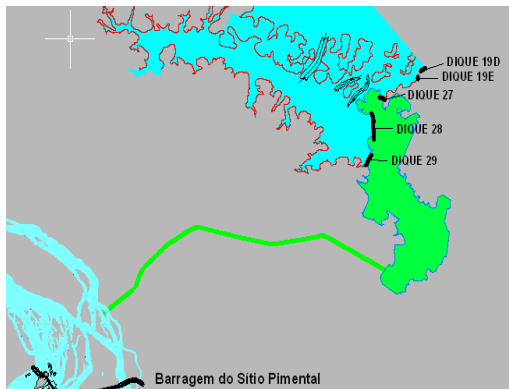 DIQUE 19D
DIQUE 19E
DIQUE 27
DIQUE 28
DIQUE 29
Barragem do Sítio Pimental